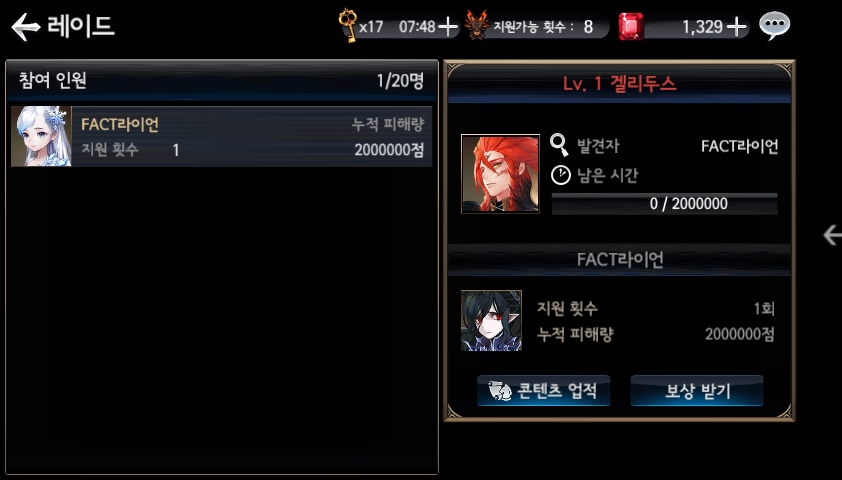 레이드
x17 07:48
지원가능 횟수 : 8
1,329
참여 인원 1/20명
FACT라이언 누적 피해량
지원 횟수 1 2000000점
Lv. 1 겔리두스
발견자 FACT라이언
남은 시간
0 / 2000000
FACT라이언
지원 횟수 1회
누적 피해량 2000000점
콘텐츠 업적 보상 받기